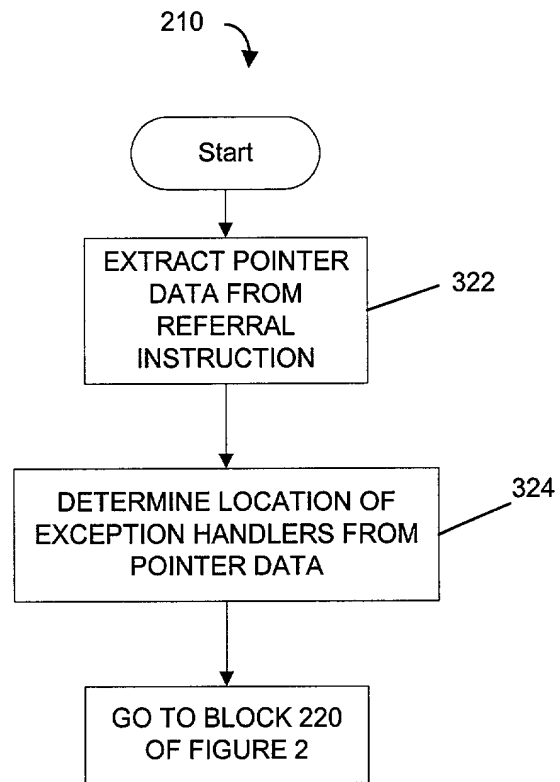 210
Start
EXTRACT POINTER
DATA FROM
REFERRAL
INSTRUCTION
322
DETERMINE LOCATION OF
EXCEPTION HANDLERS FROM
POINTER DATA
324
GO TO BLOCK 220
OF FIGURE 2